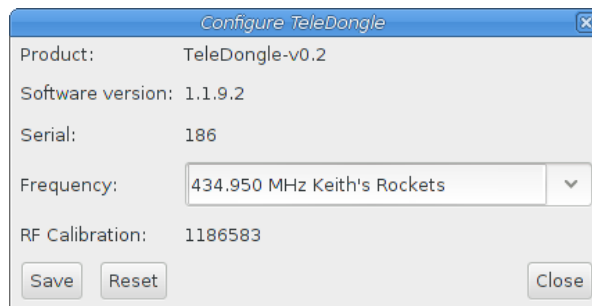 Configure TeleDongle
Product: TeleDongle-v0.2
Software version: 1.1.9.2
Serial: 186
Frequency: 434.950 MHz Keith's Rockets
RF Calibration: 1186583
Save Reset Close